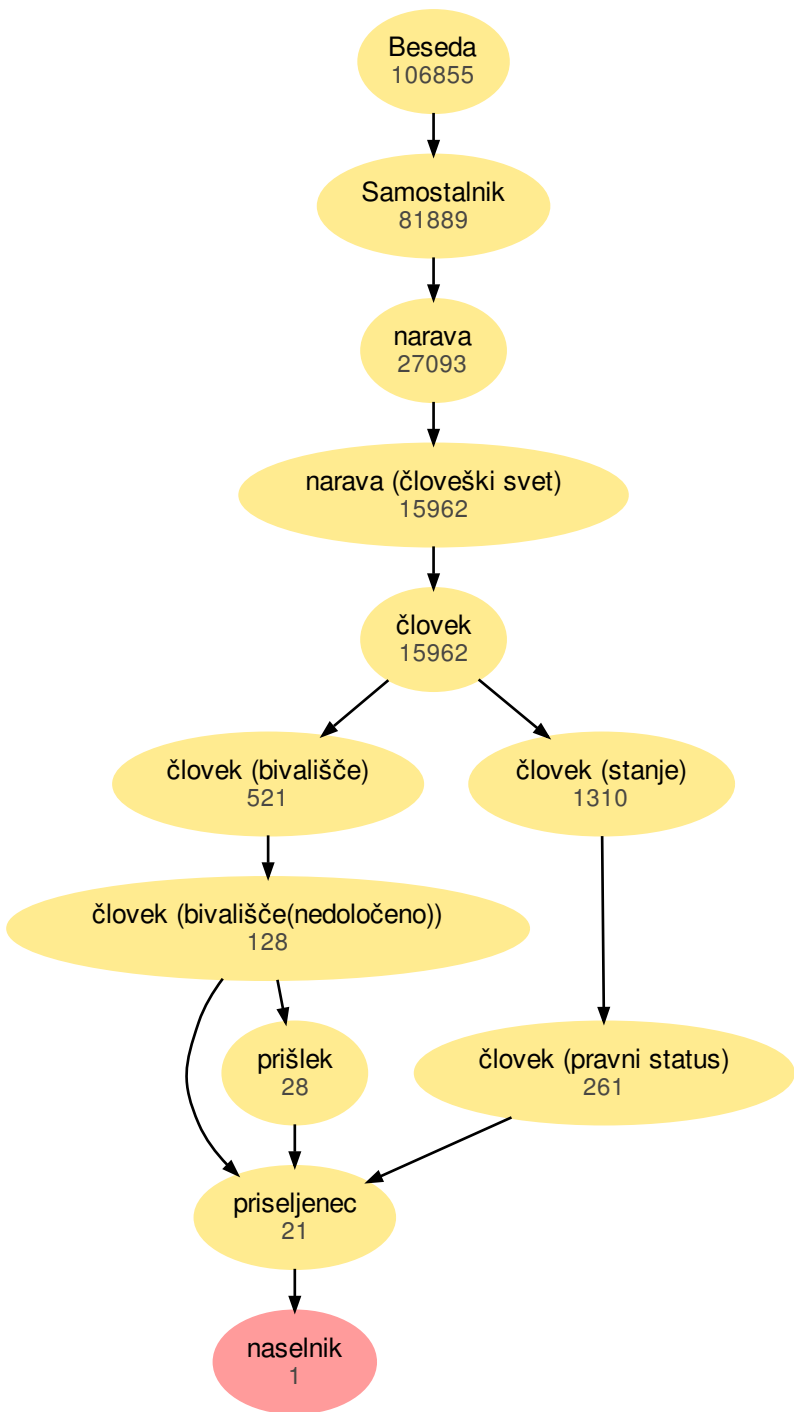 Beseda
106855
Samostalnik
81889
narava
27093
narava (človeški svet)
15962
človek
15962
človek (bivališče)
521
človek (stanje)
1310
človek (bivališče(nedoločeno))
128
prišlek
28
človek (pravni status)
261
priseljenec
21
naselnik
1